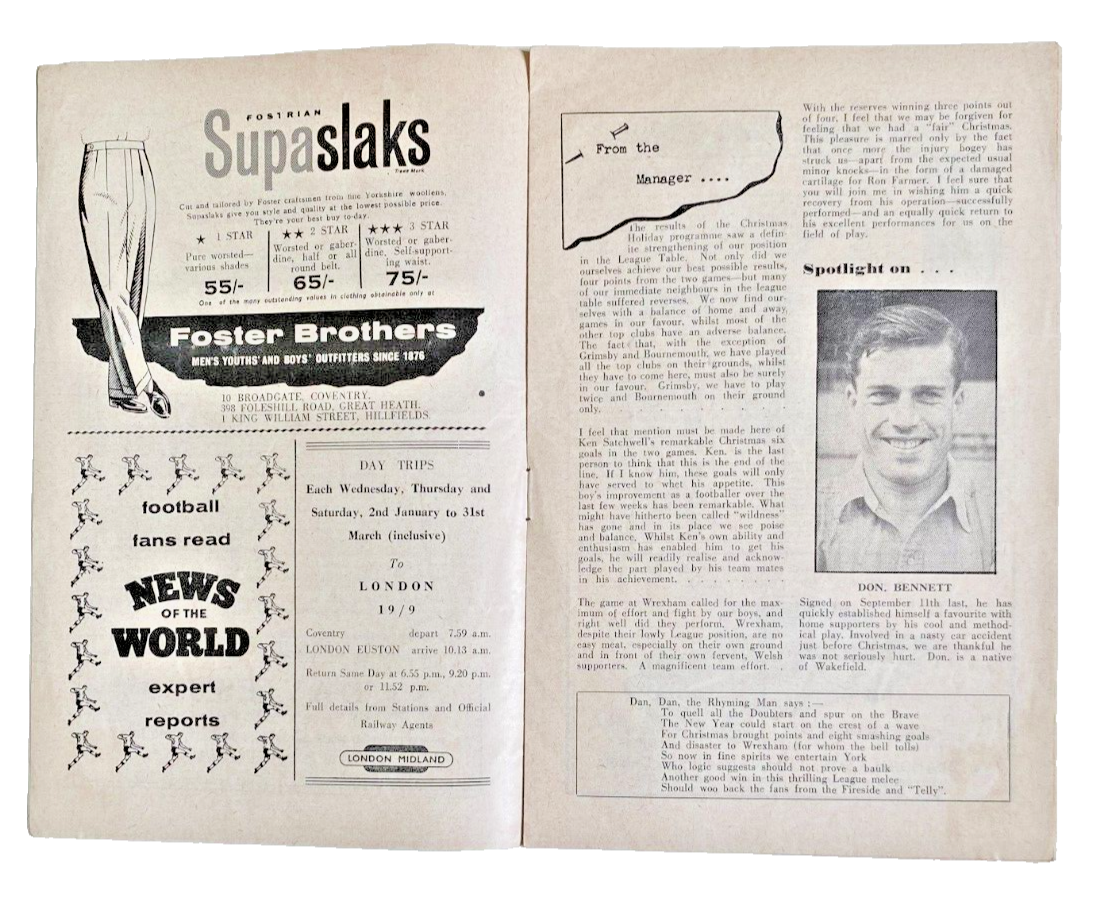 FOSTRIAN
Supaslaks
Trade Mark
Cut and tailored by Foster craftsmen from fine Yorkshire woollens,
Supaslaks give you style and quality at the lowest possible price.
They're your best buy to-day.
★ 1 STAR
Pure worsted—
various shades
55/-
★★ 2 STAR
Worsted or gaber-
dine, half or all
round belt.
65/-
★★★ 3 STAR
Worsted or gaber-
dine, Self-support-
ing waist.
75/-
One of the many outstanding values in clothing obtainable only at
Foster Brothers
MEN'S YOUTHS' AND BOYS' OUTFITTERS SINCE 1876
10 BROADGATE, COVENTRY.
398 FOLESHILL ROAD, GREAT HEATH.
1 KING WILLIAM STREET, HILLFIELDS.
football
fans read
NEWS
OF THE
WORLD
expert
reports
DAY TRIPS
Each Wednesday, Thursday and
Saturday, 2nd January to 31st
March (inclusive)
To
LONDON
19/9
Coventry depart 7.59 a.m.
LONDON EUSTON arrive 10.13 a.m.
Return Same Day at 6.55 p.m., 9.20 p.m.
or 11.52 p.m.
Full details from Stations and Official
Railway Agents
LONDON MIDLAND
From the
Manager ....
The results of the Christmas
Holiday programme saw a defin-
ite strengthening of our position
in the League Table. Not only did we
ourselves achieve our best possible results,
four points from the two games—but many
of our immediate neighbours in the league
table suffered reverses. We now find our-
selves with a balance of home and away
games in our favour, whilst most of the
other top clubs have an adverse balance.
The fact that, with the exception of
Grimsby and Bournemouth, we have played
all the top clubs on their grounds, whilst
they have to come here, must also be surely
in our favour. Grimsby, we have to play
twice and Bournemouth on their ground
only. . . . . . . . .
I feel that mention must be made here of
Ken Satchwell's remarkable Christmas six
goals in the two games. Ken, is the last
person to think that this is the end of the
line. If I know him, these goals will only
have served to whet his appetite. This
boy's improvement as a footballer over the
last few weeks has been remarkable. What
might have hitherto been called "wildness"
has gone and in its place we see poise
and balance. Whilst Ken's own ability and
enthusiasm has enabled him to get his
goals, he will readily realise and acknow-
ledge the part played by his team mates
in his achievement. . . . . . . .
The game at Wrexham called for the max-
imum of effort and fight by our boys, and
right well did they perform. Wrexham,
despite their lowly League position, are no
easy meat, especially on their own ground
and in front of their own fervent, Welsh
supporters. A magnificent team effort. .
With the reserves winning three points out
of four, I feel that we may be forgiven for
feeling that we had a "fair" Christmas.
This pleasure is marred only by the fact
that once more the injury bogey has
struck us—apart from the expected usual
minor knocks—in the form of a damaged
cartilage for Ron Farmer. I feel sure that
you will join me in wishing him a quick
recovery from his operation—successfully
performed—and an equally quick return to
his excellent performances for us on the
field of play.
Spotlight on . . .
DON. BENNETT
Signed on September 11th last, he has
quickly established himself a favourite with
home supporters by his cool and method-
ical play. Involved in a nasty car accident
just before Christmas, we are thankful he
was not seriously hurt. Don. is a native
of Wakefield.
Dan, Dan, the Rhyming Man says :—
To quell all the Doubters and spur on the Brave
The New Year could start on the crest of a wave
For Christmas brought points and eight smashing goals
And disaster to Wrexham (for whom the bell tolls)
So now in fine spirits we entertain York
Who logic suggests should not prove a baulk
Another good win in this thrilling League melee
Should woo back the fans from the Fireside and "Telly".